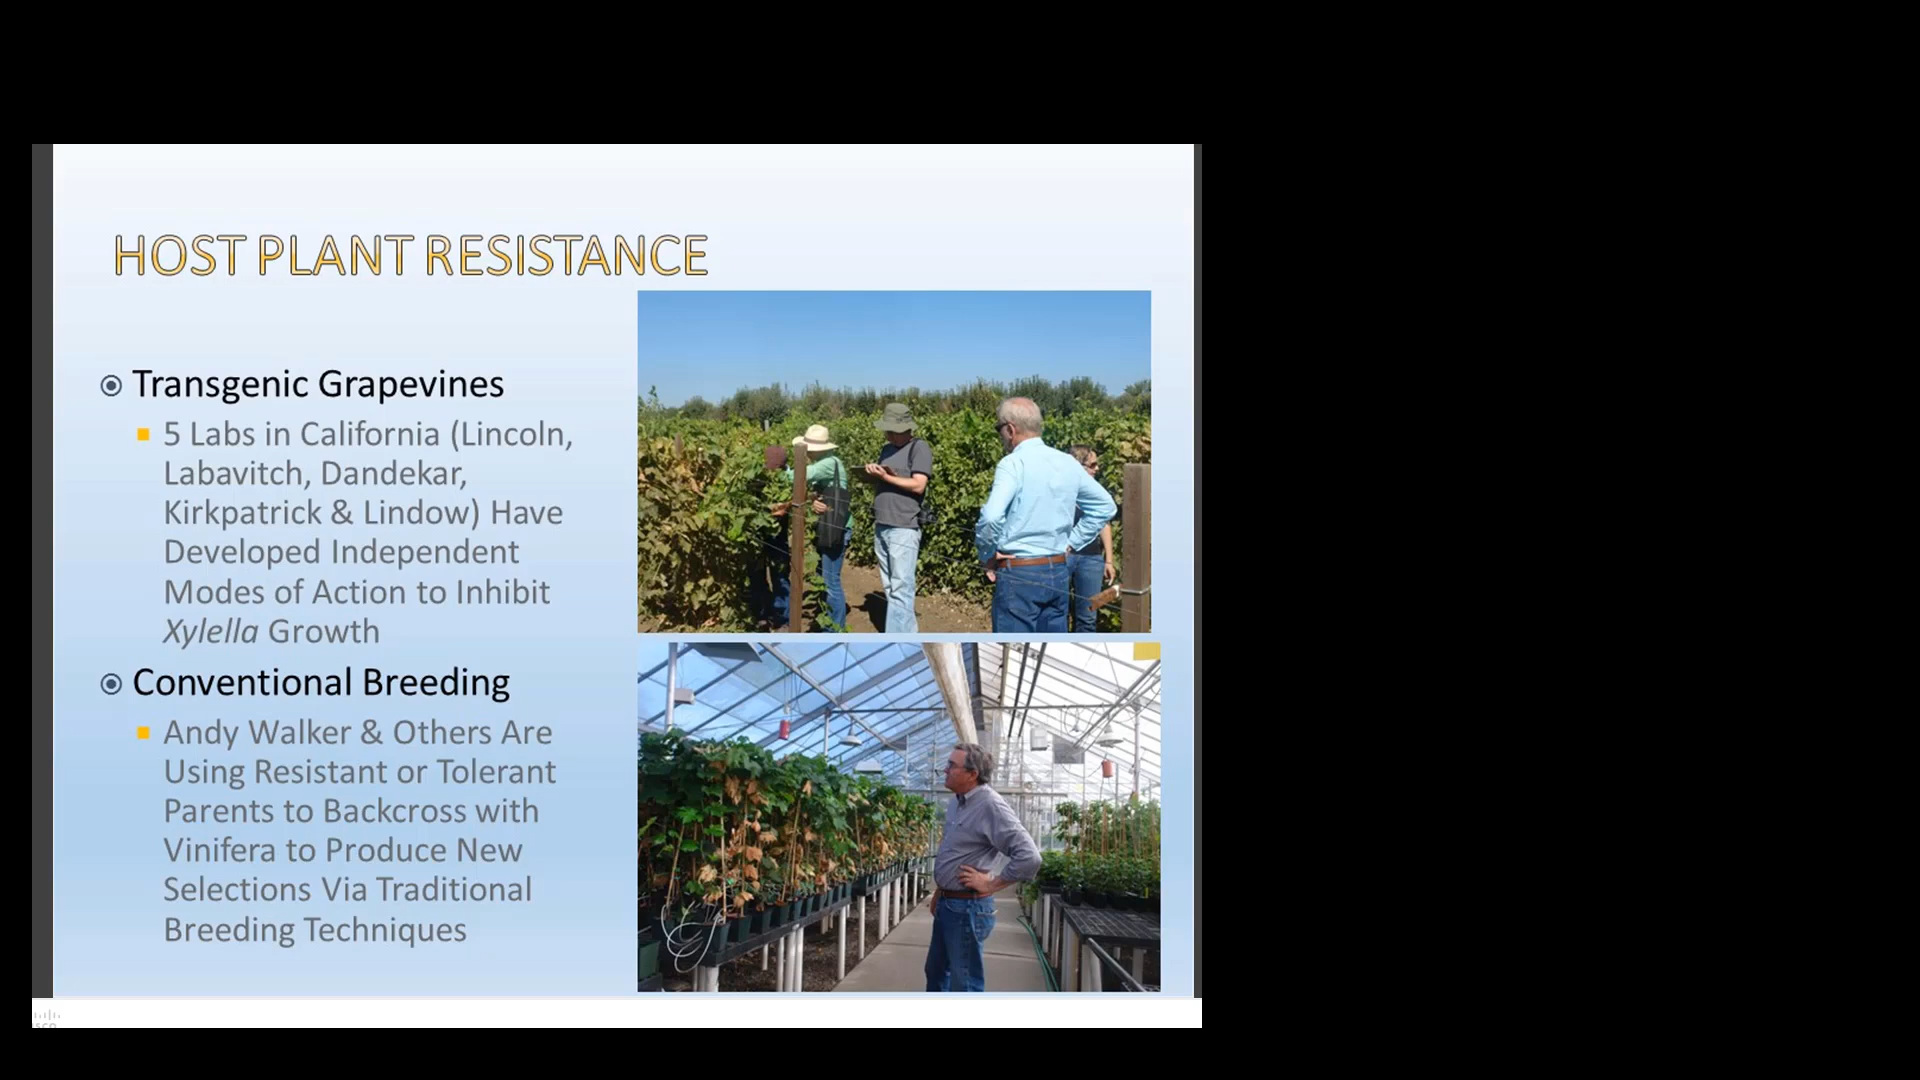 HOST PLANT RESISTANCE
Transgenic Grapevines
5 Labs in California (Lincoln,
Labavitch, Dandekar,
Kirkpatrick & Lindow) Have
Developed Independent
Modes of Action to Inhibit
Xylella Growth
Conventional Breeding
Andy Walker & Others Are
Using Resistant or Tolerant
Parents to Backcross with
Vinifera to Produce New
Selections Via Traditional
Breeding Techniques